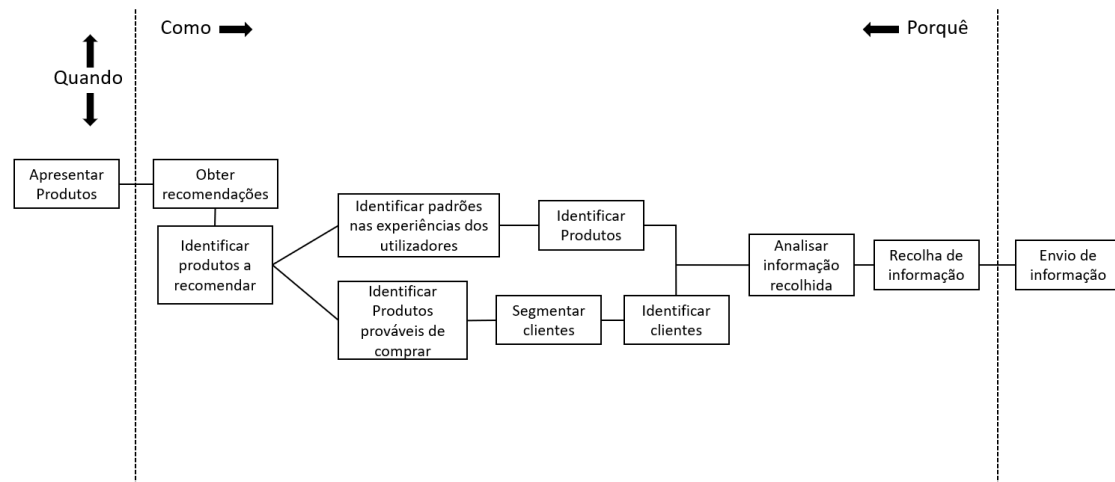 Como
Porquê
Quando
Apresentar
Produtos
Obter
recomendações
Identificar
produtos a
recomendar
Identificar padrões
nas experiências dos
utilizadores
Identificar
Produtos
Identificar
Produtos
prováveis de
comprar
Segmentar
clientes
Identificar
clientes
Analisar
informação
recolhida
Recolha de
informação
Envio de
informação